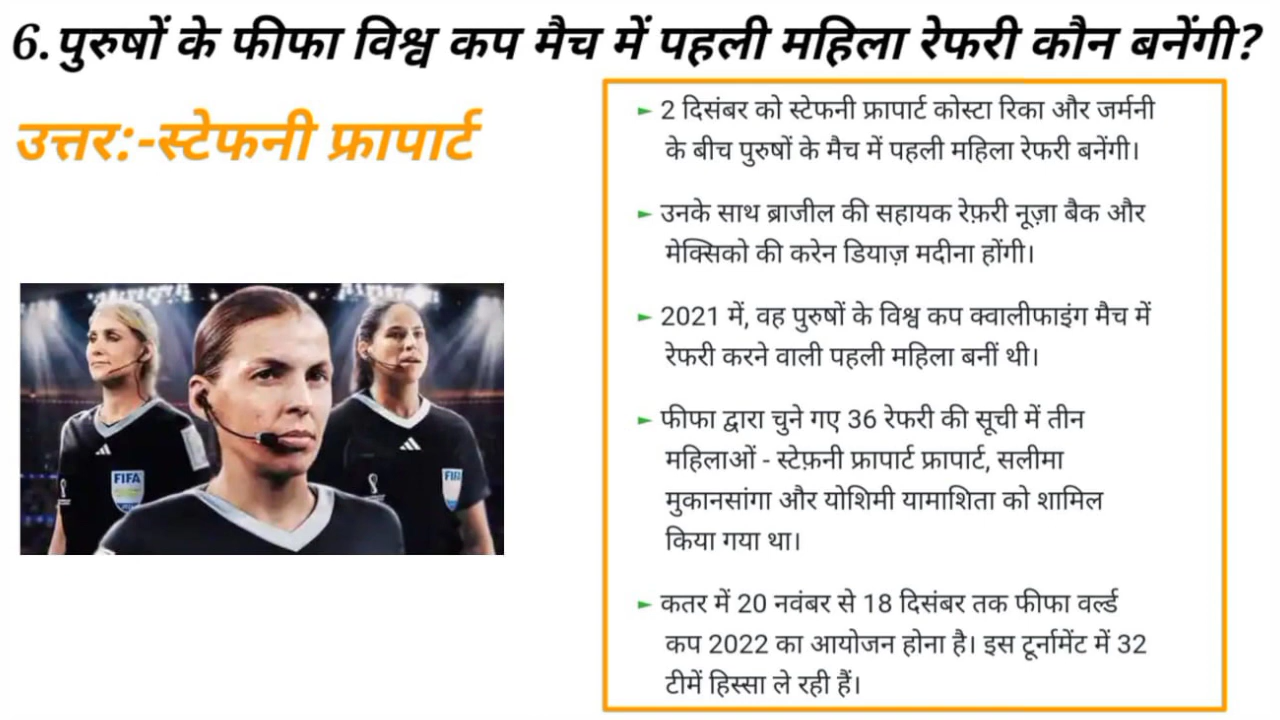 6. पुरुषों के फीफा विश्व कप मैच में पहली महिला रेफरी कौन बनेंगी?
उत्तर:-स्टेफनी फ्रापार्ट
► 2 दिसंबर को स्टेफनी फ्रापार्ट कोस्टा रिका और जर्मनी
के बीच पुरुषों के मैच में पहली महिला रेफरी बनेंगी।
► उनके साथ ब्राजील की सहायक रेफ़री नूज़ा बैक और
मेक्सिको की करेन डियाज़ मदीना होंगी।
► 2021 में, वह पुरुषों के विश्व कप क्वालीफाइंग मैच में
रेफरी करने वाली पहली महिला बनीं थी।
► फीफा द्वारा चुने गए 36 रेफरी की सूची में तीन
महिलाओं - स्टेफ़नी फ्रापार्ट फ्रापार्ट, सलीमा
मुकानसांगा और योशिमी यामाशिता को शामिल
किया गया था।
► कतर में 20 नवंबर से 18 दिसंबर तक फीफा वर्ल्ड
कप 2022 का आयोजन होना है। इस टूर्नामेंट में 32
टीमें हिस्सा ले रही हैं।
FIFA
FIF